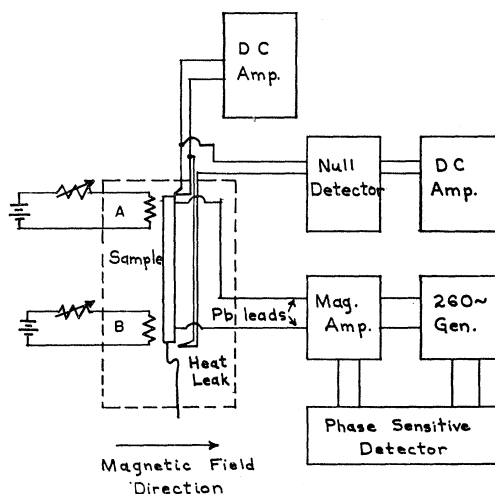 D C
Amp.
Null
Detector
D C
Amp.
A
Sample
B
Pb leads
Mag.
Amp.
260~
Gen.
Heat
Leak
Phase Sensitive
Detector
Magnetic Field
Direction